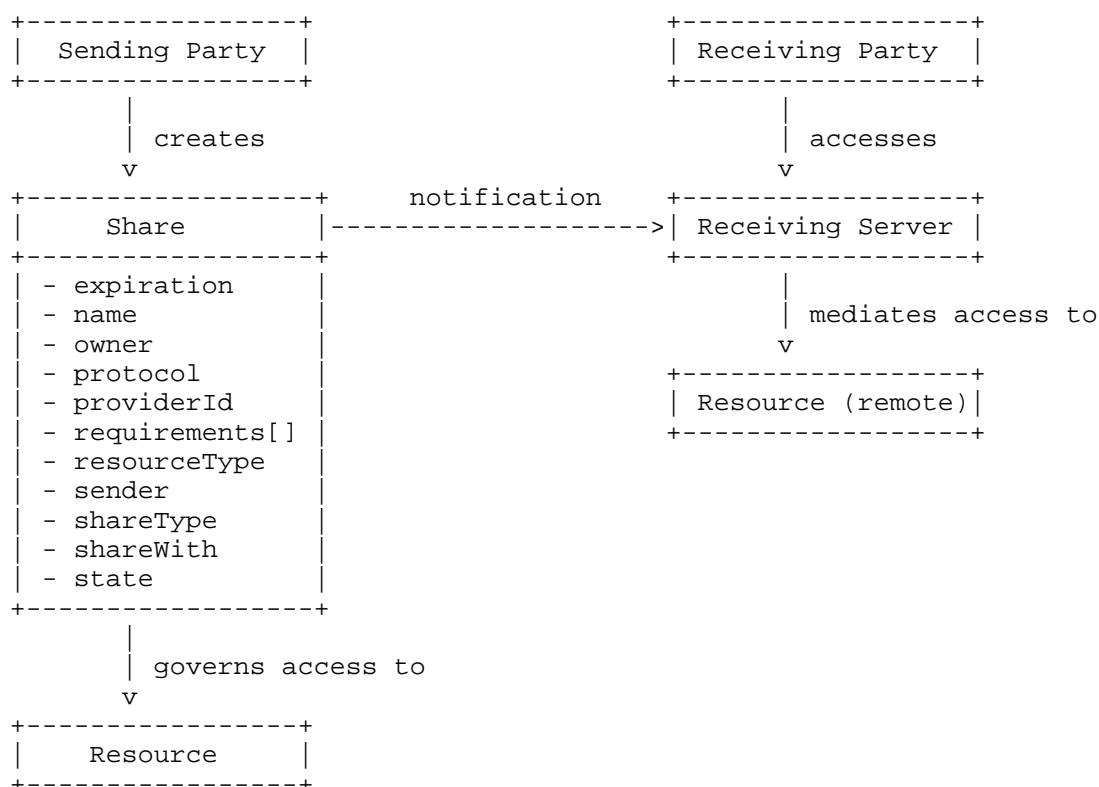 Sending Party Receiving Party
creates accesses
notification
Share Receiving Server
- expiration
- name mediates access to
- owner
- protocol
- providerId Resource (remote)
- requirements[]
- resourceType
- sender
- shareType
- shareWith
- state
governs access to
Resource